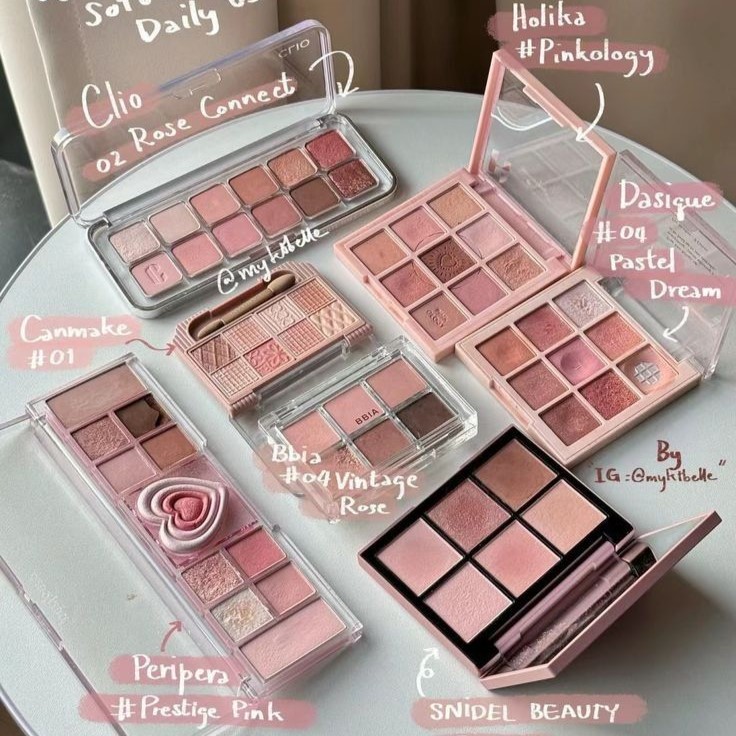 Daily
Holika
#Pinkology
CLIO
Clio
02 Rose Connect
Dasique
#04
Pastel
Dream
@mykibelle
Canmake
#01
BBIA
Bbia
#04 Vintage
Rose
By
IG:@mykibelle"
Peripera
#Prestige Pink
SNIDEL BEAUTY